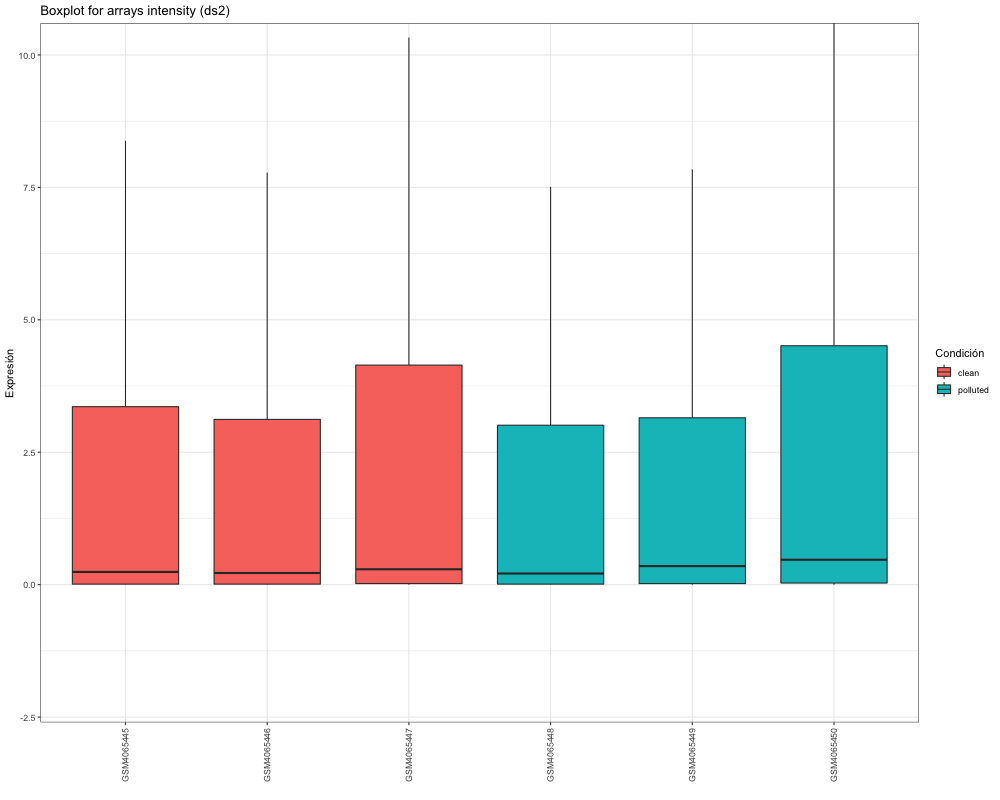 Boxplot for arrays intensity (ds2)
Expresión
10.0
7.5
5.0
2.5
0.0
-2.5
GSM4065445
GSM4065446
GSM4065447
GSM4065448
GSM4065449
GSM4065450
Condición
clean
polluted